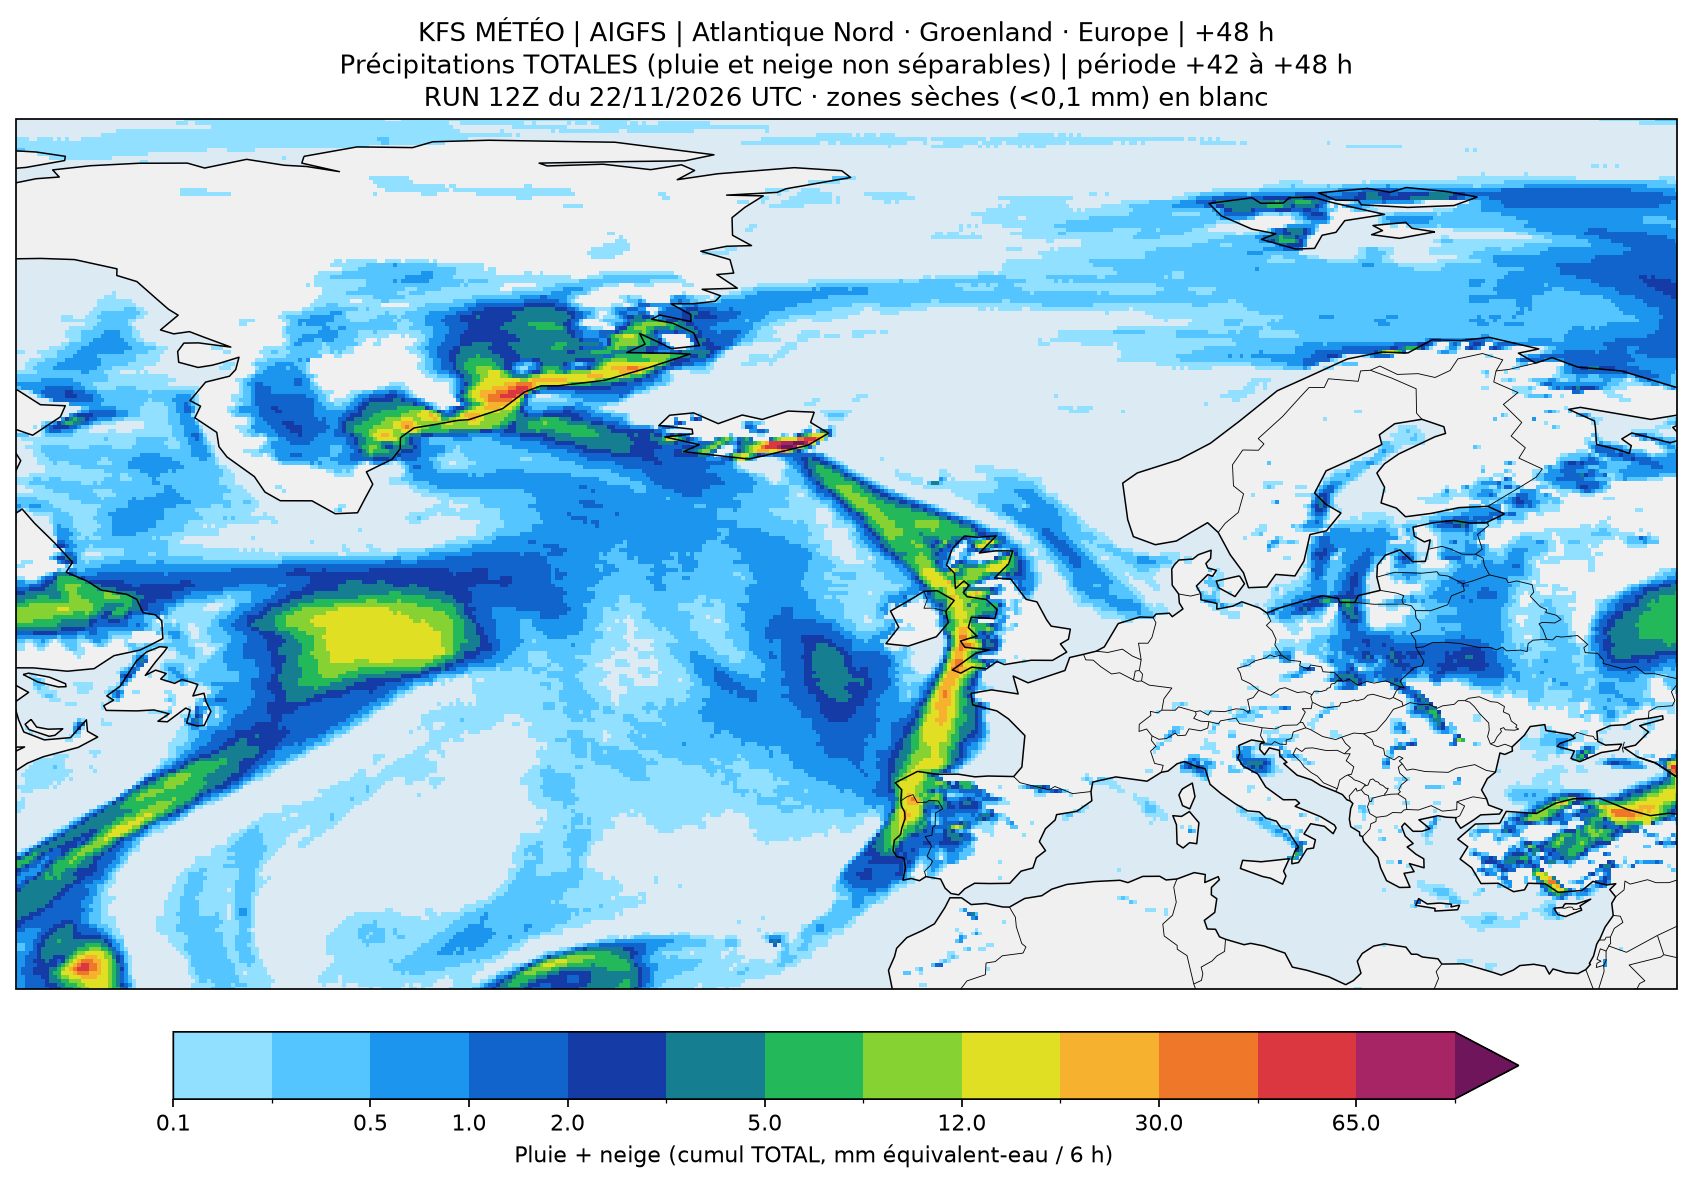 KFS MÉTÉO | AIGFS | Atlantique Nord · Groenland · Europe | +48 h
Précipitations TOTALES (pluie et neige non séparables) | période +42 à +48 h
RUN 12Z du 22/11/2026 UTC · zones sèches (<0,1 mm) en blanc
0.1 0.5 1.0 2.0 5.0 12.0 30.0 65.0
Pluie + neige (cumul TOTAL, mm équivalent-eau / 6 h)